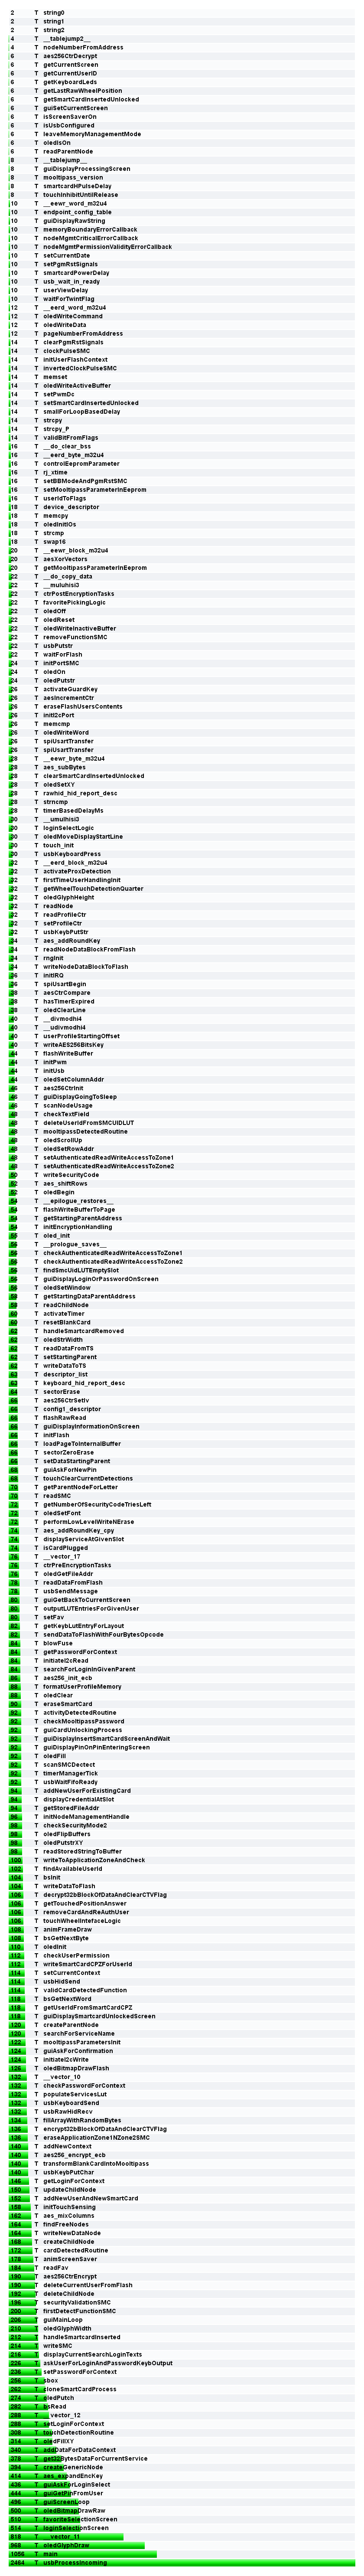 2 T string0
2 T string1
2 T string2
4 T __tablejump2__
4 T nodeNumberFromAddress
6 T aes256CtrDecrypt
6 T getCurrentScreen
6 T getCurrentUserID
6 T getKeyboardLeds
6 T getLastRawWheelPosition
6 T getSmartCardInsertedUnlocked
6 T guiSetCurrentScreen
6 T isScreenSaverOn
6 T isUsbConfigured
6 T leaveMemoryManagementMode
6 T oledIsOn
6 T readParentNode
8 T __tablejump__
8 T guiDisplayProcessingScreen
8 T mooltipass_version
8 T smartcardHPulseDelay
8 T touchInhibitUntilRelease
10 T __eewr_word_m32u4
10 T endpoint_config_table
10 T guiDisplayRawString
10 T memoryBoundaryErrorCallback
10 T nodeMgmtCriticalErrorCallback
10 T nodeMgmtPermissionValidityErrorCallback
10 T setCurrentDate
10 T setPgmRstSignals
10 T smartcardPowerDelay
10 T usb_wait_in_ready
10 T userViewDelay
10 T waitForTwintFlag
12 T __eerd_word_m32u4
12 T oledWriteCommand
12 T oledWriteData
12 T pageNumberFromAddress
14 T clearPgmRstSignals
14 T clockPulseSMC
14 T initUserFlashContext
14 T invertedClockPulseSMC
14 T memset
14 T oledWriteActiveBuffer
14 T setPwmDc
14 T setSmartCardInsertedUnlocked
14 T smallForLoopBasedDelay
14 T strcpy
14 T strcpy_P
14 T validBitFromFlags
16 T __do_clear_bss
16 T __eerd_byte_m32u4
16 T controlEepromParameter
16 T rj_xtime
16 T setBBModeAndPgmRstSMC
16 T setMooltipassParameterInEeprom
16 T userIdToFlags
18 T device_descriptor
18 T memcpy
18 T oledInitIOs
18 T strcmp
18 T swap16
20 T __eewr_block_m32u4
20 T aesXorVectors
20 T getMooltipassParameterInEeprom
22 T __do_copy_data
22 T __muluhisi3
22 T ctrPostEncryptionTasks
22 T favoritePickingLogic
22 T oledOff
22 T oledReset
22 T oledWriteInactiveBuffer
22 T removeFunctionSMC
22 T usbPutstr
22 T waitForFlash
24 T initPortSMC
24 T oledOn
24 T oledPutstr
26 T activateGuardKey
26 T aesIncrementCtr
26 T eraseFlashUsersContents
26 T initI2cPort
26 T memcmp
26 T oledWriteWord
26 T spiUsartTransfer
26 T spiUsartTransfer
28 T __eewr_byte_m32u4
28 T aes_subBytes
28 T clearSmartCardInsertedUnlocked
28 T oledSetXY
28 T rawhid_hid_report_desc
28 T strncmp
28 T timerBasedDelayMs
30 T __umulhisi3
30 T loginSelectLogic
30 T oledMoveDisplayStartLine
30 T touch_init
30 T usbKeyboardPress
32 T __eerd_block_m32u4
32 T activateProxDetection
32 T firstTimeUserHandlingInit
32 T getWheelTouchDetectionQuarter
32 T oledGlyphHeight
32 T readNode
32 T readProfileCtr
32 T setProfileCtr
32 T usbKeybPutStr
34 T aes_addRoundKey
34 T readNodeDataBlockFromFlash
34 T rngInit
34 T writeNodeDataBlockToFlash
36 T initIRQ
36 T spiUsartBegin
38 T aesCtrCompare
38 T hasTimerExpired
38 T oledClearLine
40 T __divmodhi4
40 T __udivmodhi4
40 T userProfileStartingOffset
40 T writeAES256BitsKey
44 T flashWriteBuffer
44 T initPwm
44 T initUsb
44 T oledSetColumnAddr
46 T aes256CtrInit
46 T guiDisplayGoingToSleep
46 T scanNodeUsage
48 T checkTextField
48 T deleteUserIdFromSMCUIDLUT
48 T mooltipassDetectedRoutine
48 T oledScrollUp
48 T oledSetRowAddr
48 T setAuthenticatedReadWriteAccessToZone1
48 T setAuthenticatedReadWriteAccessToZone2
50 T writeSecurityCode
52 T aes_shiftRows
52 T oledBegin
54 T __epilogue_restores__
54 T flashWriteBufferToPage
54 T getStartingParentAddress
54 T initEncryptionHandling
55 T oled_init
56 T __prologue_saves__
56 T checkAuthenticatedReadWriteAccessToZone1
56 T checkAuthenticatedReadWriteAccessToZone2
56 T findSmcUidLUTEmptySlot
56 T guiDisplayLoginOrPasswordOnScreen
56 T oledSetWindow
58 T getStartingDataParentAddress
58 T readChildNode
60 T activateTimer
60 T resetBlankCard
62 T handleSmartcardRemoved
62 T oledStrWidth
62 T readDataFromTS
62 T setStartingParent
62 T writeDataToTS
63 T descriptor_list
63 T keyboard_hid_report_desc
64 T sectorErase
66 T aes256CtrSetIv
66 T config1_descriptor
66 T flashRawRead
66 T guiDisplayInformationOnScreen
66 T initFlash
66 T loadPageToInternalBuffer
66 T sectorZeroErase
66 T setDataStartingParent
68 T guiAskForNewPin
68 T touchClearCurrentDetections
70 T getParentNodeForLetter
70 T readSMC
72 T getNumberOfSecurityCodeTriesLeft
72 T oledSetFont
72 T performLowLevelWriteNErase
74 T aes_addRoundKey_cpy
74 T displayServiceAtGivenSlot
74 T isCardPlugged
76 T __vector_17
76 T ctrPreEncryptionTasks
76 T oledGetFileAddr
78 T readDataFromFlash
78 T usbSendMessage
80 T guiGetBackToCurrentScreen
80 T outputLUTEntriesForGivenUser
80 T setFav
82 T getKeybLutEntryForLayout
82 T sendDataToFlashWithFourBytesOpcode
84 T blowFuse
84 T getPasswordForContext
84 T initiateI2cRead
84 T searchForLoginInGivenParent
86 T aes256_init_ecb
88 T formatUserProfileMemory
88 T oledClear
90 T eraseSmartCard
92 T activityDetectedRoutine
92 T checkMooltipassPassword
92 T guiCardUnlockingProcess
92 T guiDisplayInsertSmartCardScreenAndWait
92 T guiDisplayPinOnPinEnteringScreen
92 T oledFill
92 T scanSMCDectect
92 T timerManagerTick
92 T usbWaitFifoReady
94 T addNewUserForExistingCard
94 T displayCredentialAtSlot
94 T getStoredFileAddr
96 T initNodeManagementHandle
98 T checkSecurityMode2
98 T oledFlipBuffers
98 T oledPutstrXY
98 T readStoredStringToBuffer
100 T writeToApplicationZoneAndCheck
102 T findAvailableUserId
104 T bsInit
104 T writeDataToFlash
106 T decrypt32bBlockOfDataAndClearCTVFlag
106 T getTouchedPositionAnswer
106 T removeCardAndReAuthUser
106 T touchWheelIntefaceLogic
108 T animFrameDraw
108 T bsGetNextByte
110 T oledInit
112 T checkUserPermission
112 T writeSmartCardCPZForUserId
114 T setCurrentContext
114 T usbHidSend
114 T validCardDetectedFunction
118 T bsGetNextWord
118 T getUserIdFromSmartCardCPZ
118 T guiDisplaySmartcardUnlockedScreen
120 T createParentNode
120 T searchForServiceName
122 T mooltipassParametersInit
124 T guiAskForConfirmation
124 T initiateI2cWrite
126 T oledBitmapDrawFlash
132 T __vector_10
132 T checkPasswordForContext
132 T populateServicesLut
132 T usbKeyboardSend
132 T usbRawHidRecv
134 T fillArrayWithRandomBytes
136 T encrypt32bBlockOfDataAndClearCTVFlag
136 T eraseApplicationZone1NZone2SMC
140 T addNewContext
140 T aes256_encrypt_ecb
140 T transformBlankCardIntoMooltipass
140 T usbKeybPutChar
146 T getLoginForContext
150 T updateChildNode
152 T addNewUserAndNewSmartCard
158 T initTouchSensing
162 T aes_mixColumns
164 T findFreeNodes
164 T writeNewDataNode
168 T createChildNode
172 T cardDetectedRoutine
178 T animScreenSaver
184 T readFav
190 T aes256CtrEncrypt
190 T deleteCurrentUserFromFlash
192 T deleteChildNode
196 T securityValidationSMC
200 T firstDetectFunctionSMC
206 T guiMainLoop
210 T oledGlyphWidth
212 T handleSmartcardInserted
214 T writeSMC
216 T displayCurrentSearchLoginTexts
226 T askUserForLoginAndPasswordKeybOutput
236 T setPasswordForContext
256 T sbox
262 T cloneSmartCardProcess
274 T oledPutch
282 T bsRead
288 T __vector_12
288 T setLoginForContext
308 T touchDetectionRoutine
314 T oledFillXY
340 T addDataForDataContext
378 T get32BytesDataForCurrentService
394 T createGenericNode
414 T aes_expandEncKey
436 T guiAskForLoginSelect
444 T guiGetPinFromUser
496 T guiScreenLoop
500 T oledBitmapDrawRaw
510 T favoriteSelectionScreen
514 T loginSelectionScreen
818 T __vector_11
968 T oledGlyphDraw
1056 T main
2464 T usbProcessIncoming